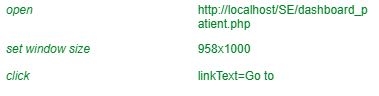 open http://localhost/SE/dashboard_p
atient.php
set window size 958x1000
click linkText=Go to